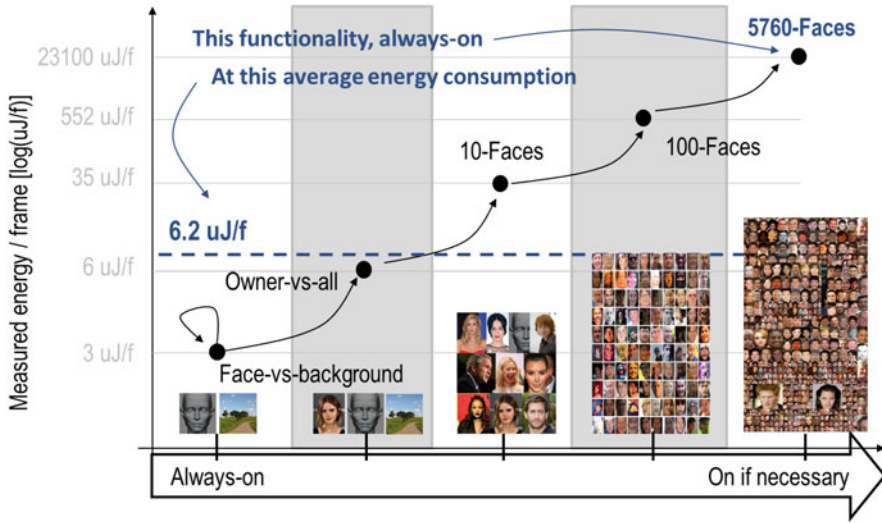 Measured energy / frame [log(uJ/f)]
23100 uJ/f
552 uJ/f
35 uJ/f
6 uJ/f
3 uJ/f
This functionality, always-on
5760-Faces
At this average energy consumption
10-Faces
100-Faces
6.2 uJ/f
Owner-vs-all
Face-vs-background
Always-on
On if necessary